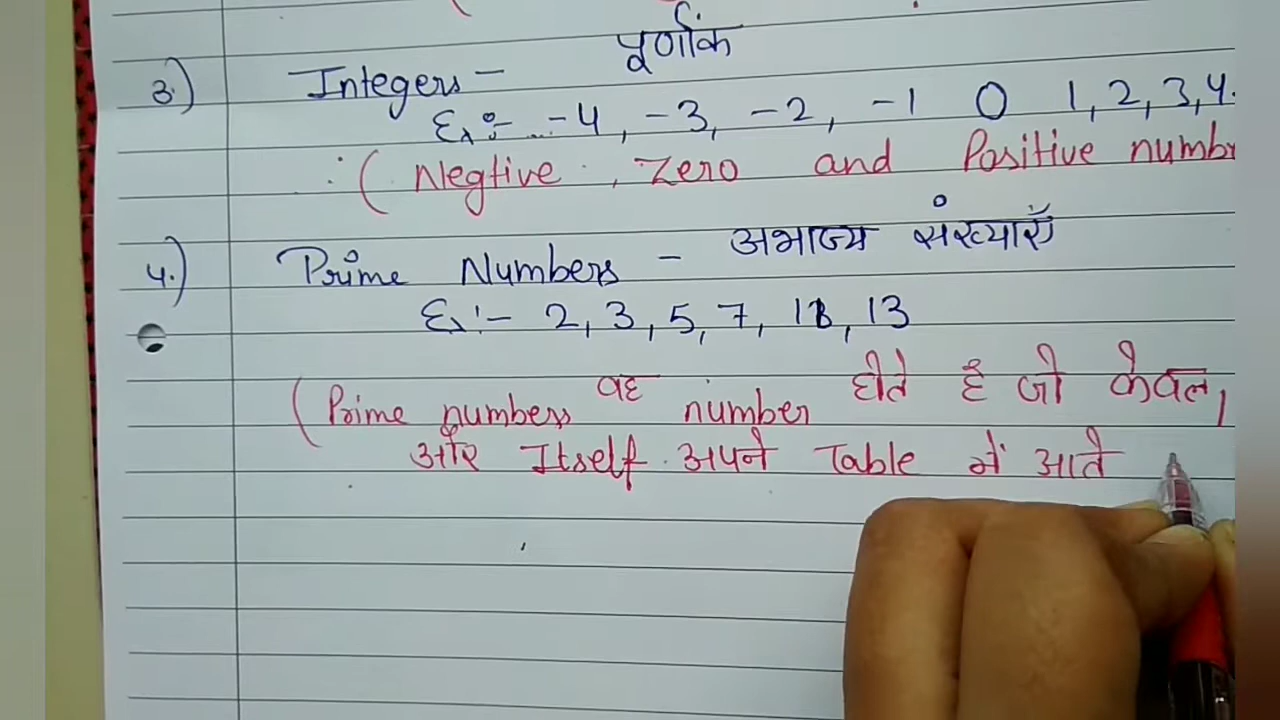 3.) Integers – पूर्णांक
Ex :- ... -4, -3, -2, -1 0 1, 2, 3, 4.
(Negtive, Zero and Positive numbr
4.) Prime Numbers – अभाज्य संख्याएँ
Ex :- 2, 3, 5, 7, 11, 13
(Prime numbers वह number होते हैं जो केवल 1
और Itself अपने Table में आते